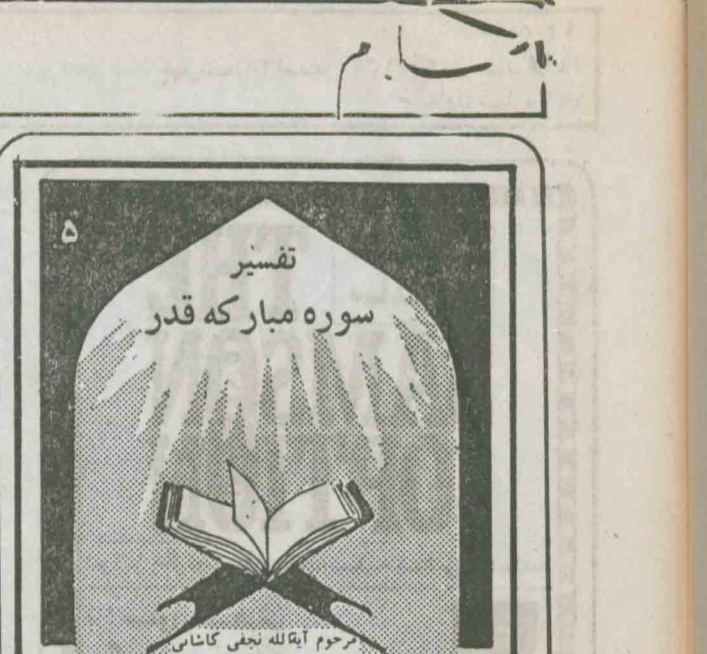 ۵
تفسیر
سوره مبارکه قدر
مرحوم آیةالله نجفی کاشانی